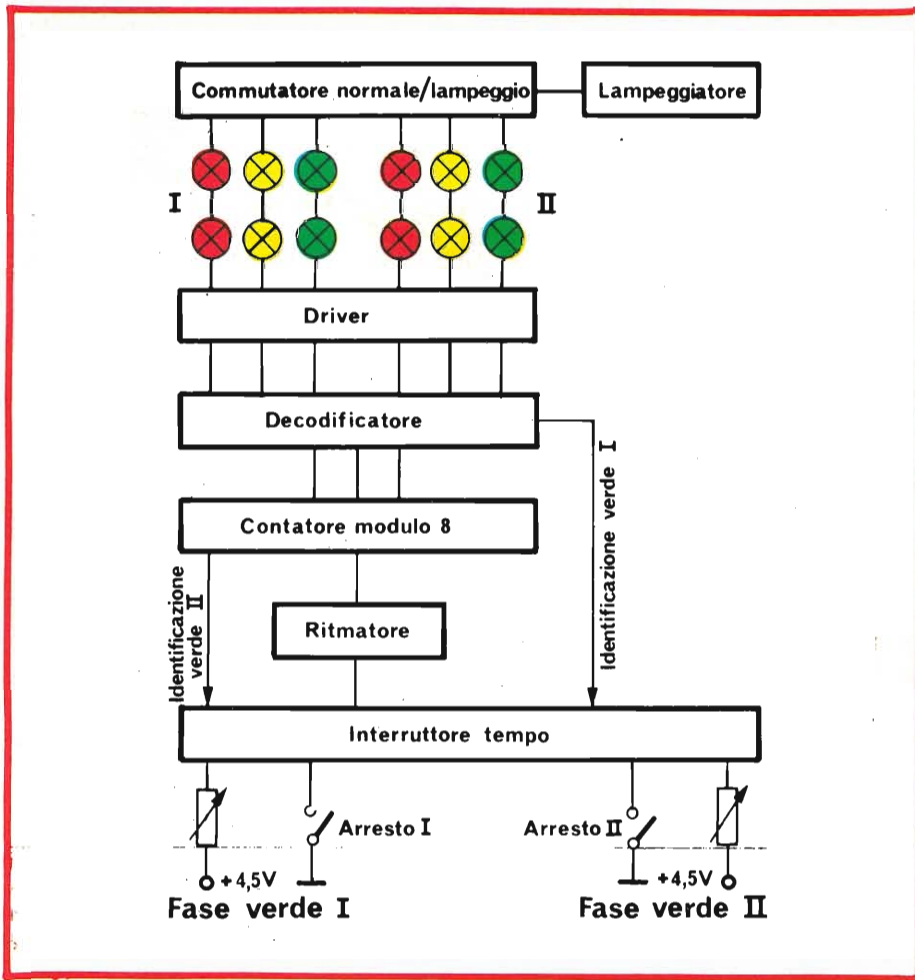 Commutatore normale/lampeggio
Lampeggiatore
I
II
Driver
Decodificatore
Identificazione verde I
Contatore modulo 8
Identificazione
verde II
Ritmatore
Interruttore tempo
Arresto I
Arresto II
+4,5V
+4,5V
Fase verde I
Fase verde II